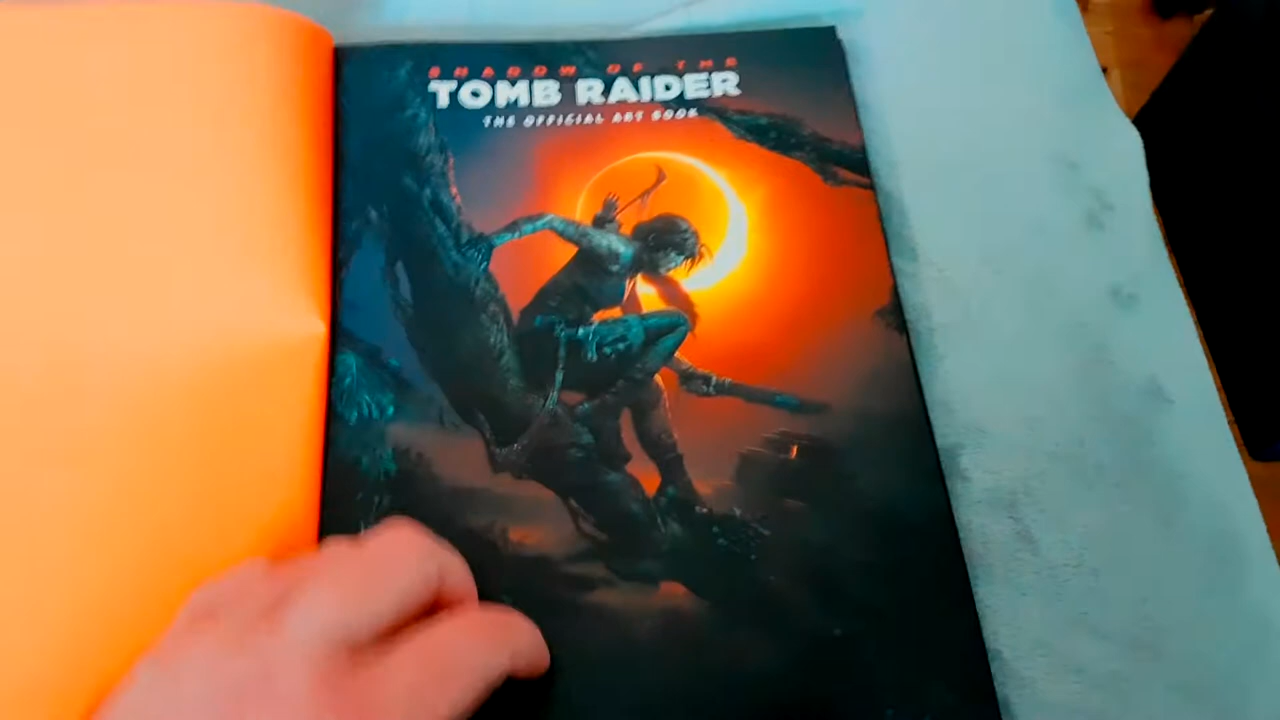 SHADOW OF THE
TOMB RAIDER
THE OFFICIAL ART BOOK